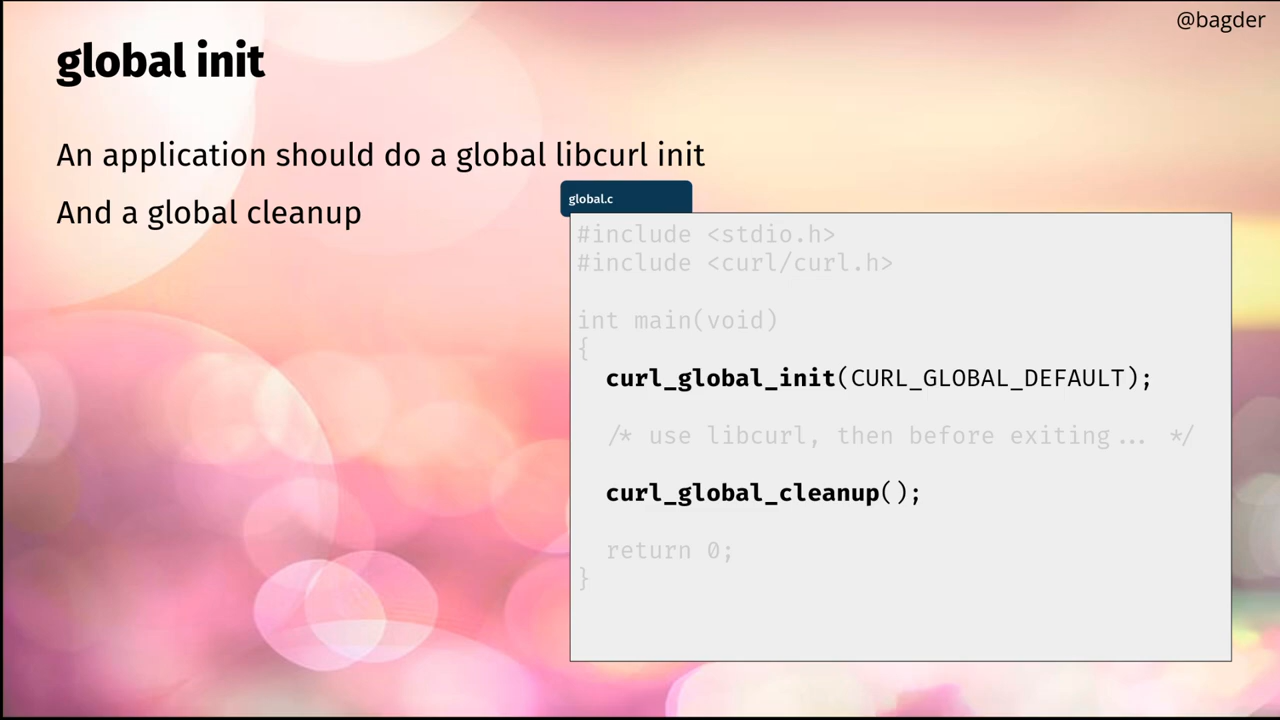 @bagder
global init
An application should do a global libcurl init
And a global cleanup
global.c
#include <stdio.h>
#include <curl/curl.h>
int main(void)
{
curl_global_init(CURL_GLOBAL_DEFAULT);
/* use libcurl, then before exiting... */
curl_global_cleanup();
return 0;
}